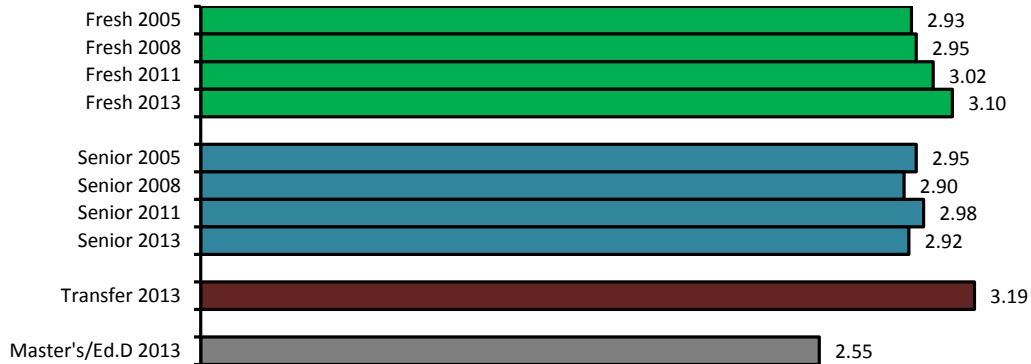 Fresh 2005 2.93
Fresh 2008 2.95
Fresh 2011 3.02
Fresh 2013 3.10
Senior 2005 2.95
Senior 2008 2.90
Senior 2011 2.98
Senior 2013 2.92
Transfer 2013 3.19
Master's/Ed.D 2013 2.55